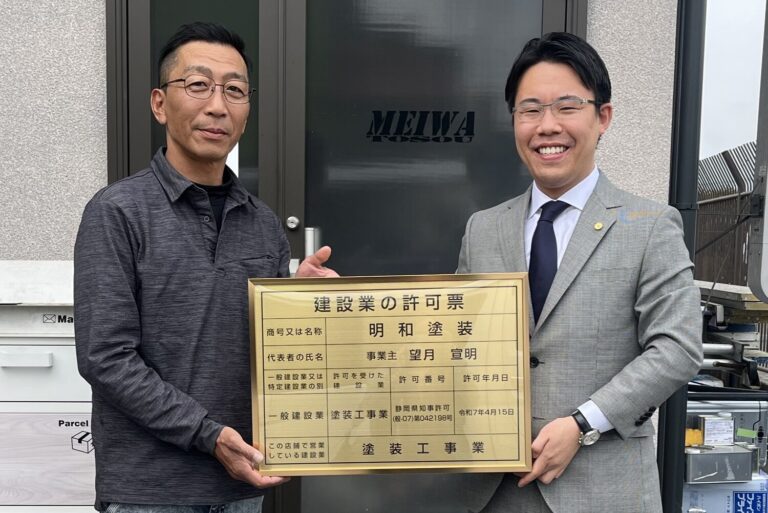 MEIWA
TOSOU
建設業の許可票
商号又は名称 明和塗装
代表者の氏名 事業主 望月 宣明
一般建設業又は
特定建設業の別
許可を受けた
建設業
許可番号
許可年月日
一般建設業
塗装工事業
静岡県知事許可
(般-07)第042198号
令和7年4月15日
この店舗で営業
している建設業
塗装工事業
Ma
Parcel